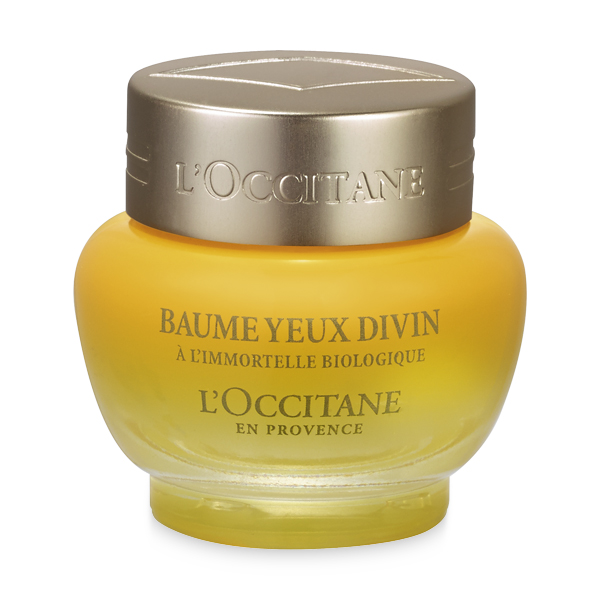 L'OCCITANE
BAUME YEUX DIVIN
À L'IMMORTELLE BIOLOGIQUE
L'OCCITANE
EN PROVENCE